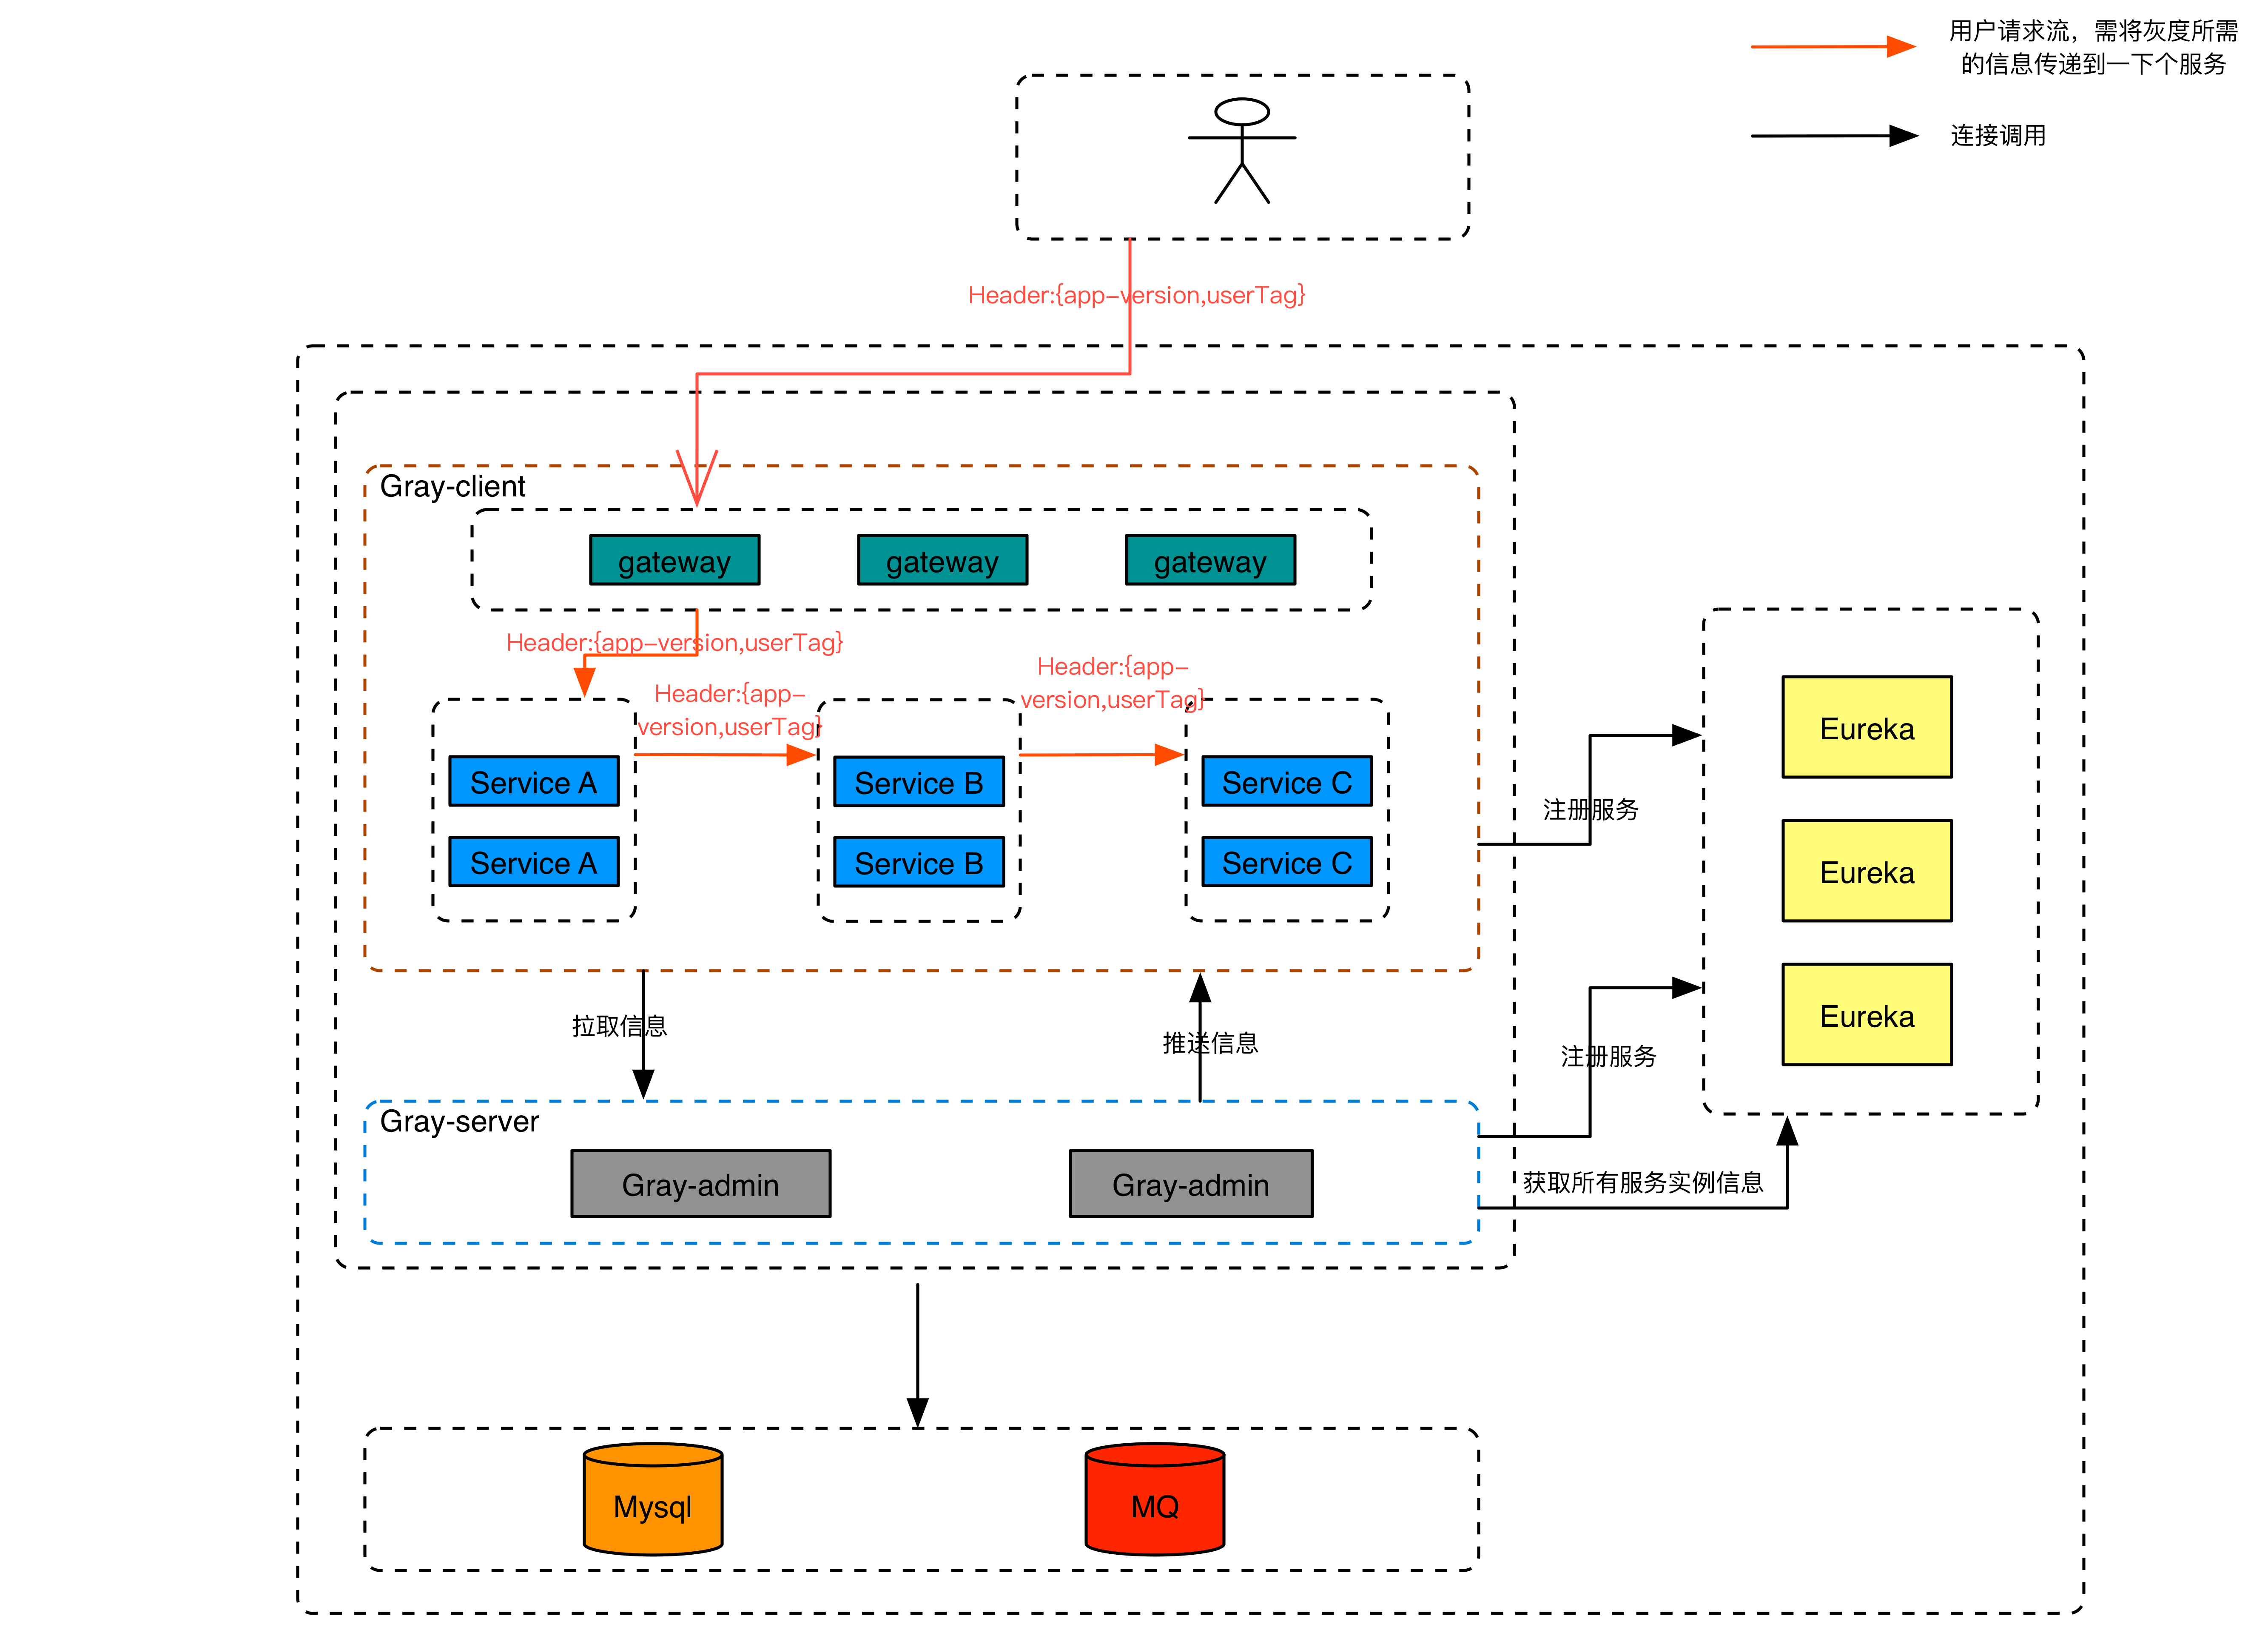 用户请求流，需将灰度所需
的信息传递到一下个服务
连接调用
Header:{app-version,userTag}
Gray-client
gateway
gateway
gateway
Header:{app-version,userTag}
Header:{app-
version,userTag}
Header:{app-
version,userTag}
Service A
Service B
Service C
Service A
Service B
Service C
注册服务
Eureka
Eureka
Eureka
拉取信息
推送信息
注册服务
Gray-server
Gray-admin
Gray-admin
获取所有服务实例信息
Mysql
MQ